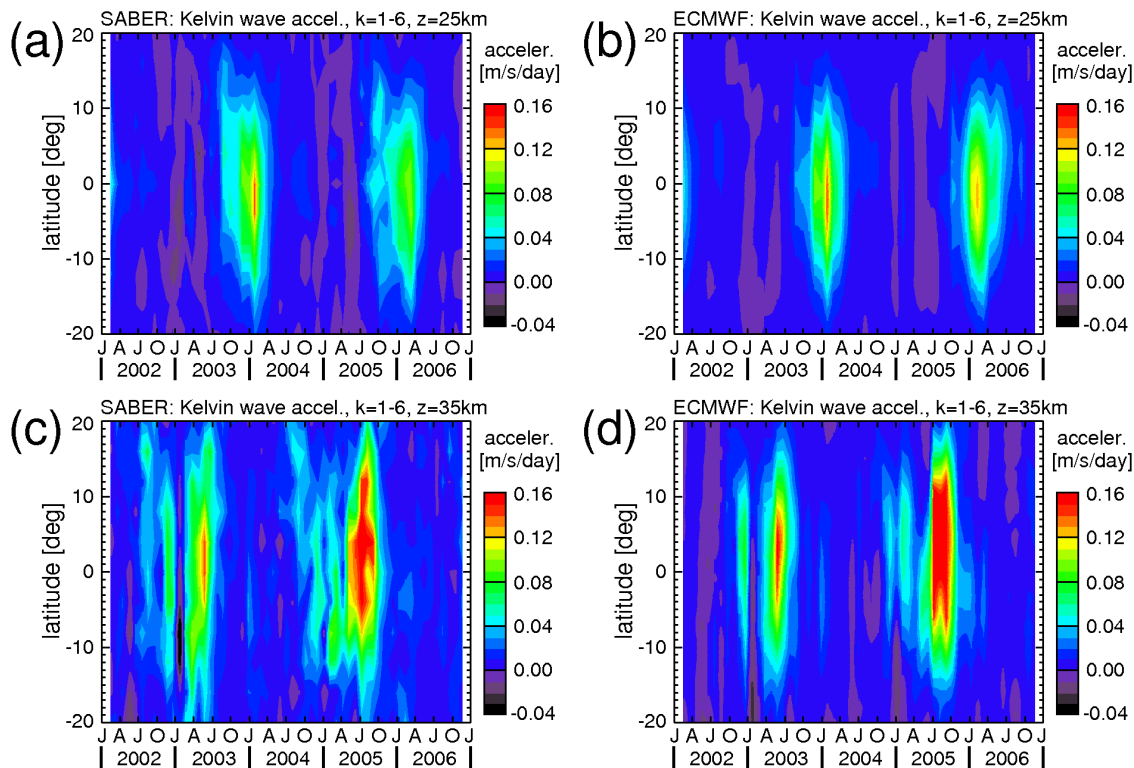 (a)
SABER: Kelvin wave accel., k=1-6, z=25km
acceler.
[m/s/day]
latitude [deg]
20
10
0
-10
-20
0.16
0.12
0.08
0.04
0.00
-0.04
J A J O J A J O J A J O J A J O J A J O J
2002 2003 2004 2005 2006
(b)
ECMWF: Kelvin wave accel., k=1-6, z=25km
acceler.
[m/s/day]
latitude [deg]
20
10
0
-10
-20
0.16
0.12
0.08
0.04
0.00
-0.04
J A J O J A J O J A J O J A J O J A J O J
2002 2003 2004 2005 2006
(c)
SABER: Kelvin wave accel., k=1-6, z=35km
acceler.
[m/s/day]
latitude [deg]
20
10
0
-10
-20
0.16
0.12
0.08
0.04
0.00
-0.04
J A J O J A J O J A J O J A J O J A J O J
2002 2003 2004 2005 2006
(d)
ECMWF: Kelvin wave accel., k=1-6, z=35km
acceler.
[m/s/day]
latitude [deg]
20
10
0
-10
-20
0.16
0.12
0.08
0.04
0.00
-0.04
J A J O J A J O J A J O J A J O J A J O J
2002 2003 2004 2005 2006